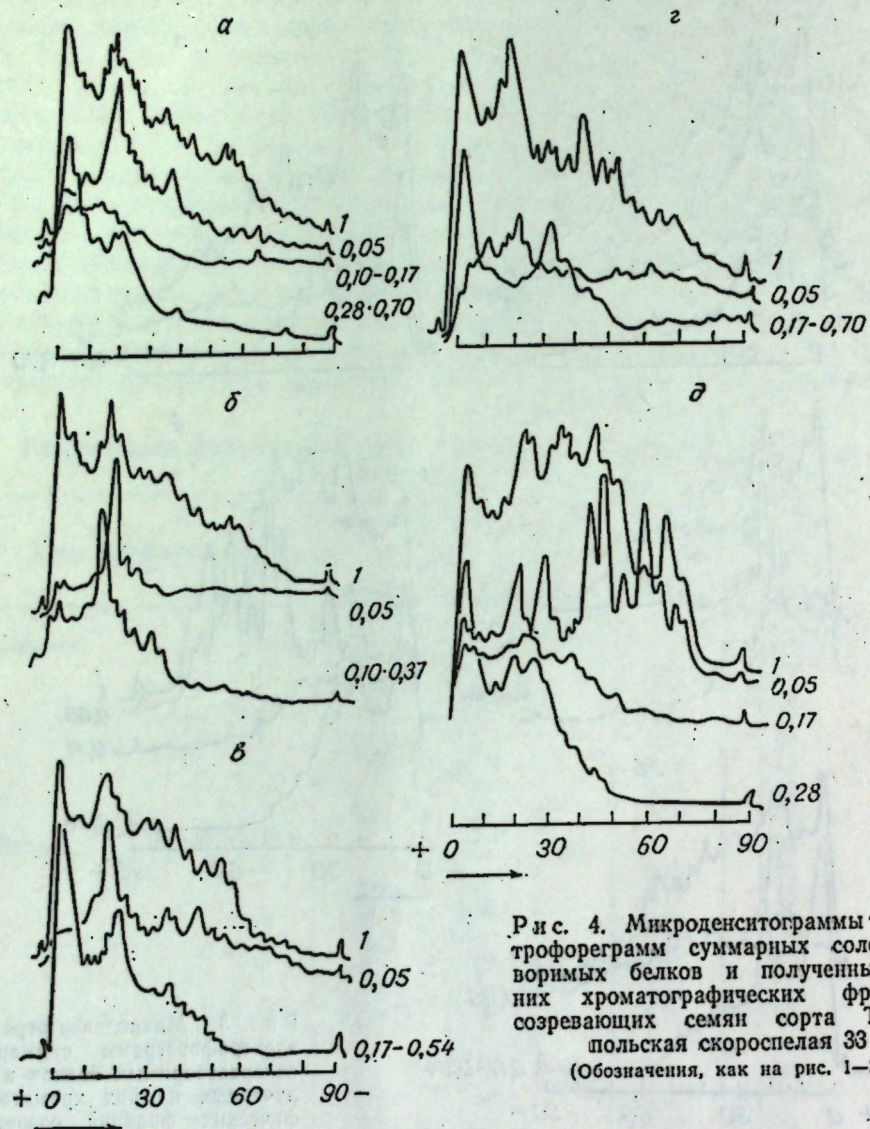 а
1
0,05
0,10-0,17
0,28-0,70
г
1
0,05
0,17-0,70
б
1
0,05
0,10-0,37
д
1
0,05
0,17
0,28
+ 0 30 60 90
в
1
0,05
0,17-0,54
+ 0 30 60 90 -
Рис. 4. Микроденситограммы
трофореграмм суммарных соле
воримых белков и полученны
них хроматографических фр
созревающих семян сорта Т
польская скороспелая 33
(Обозначения, как на рис. 1—